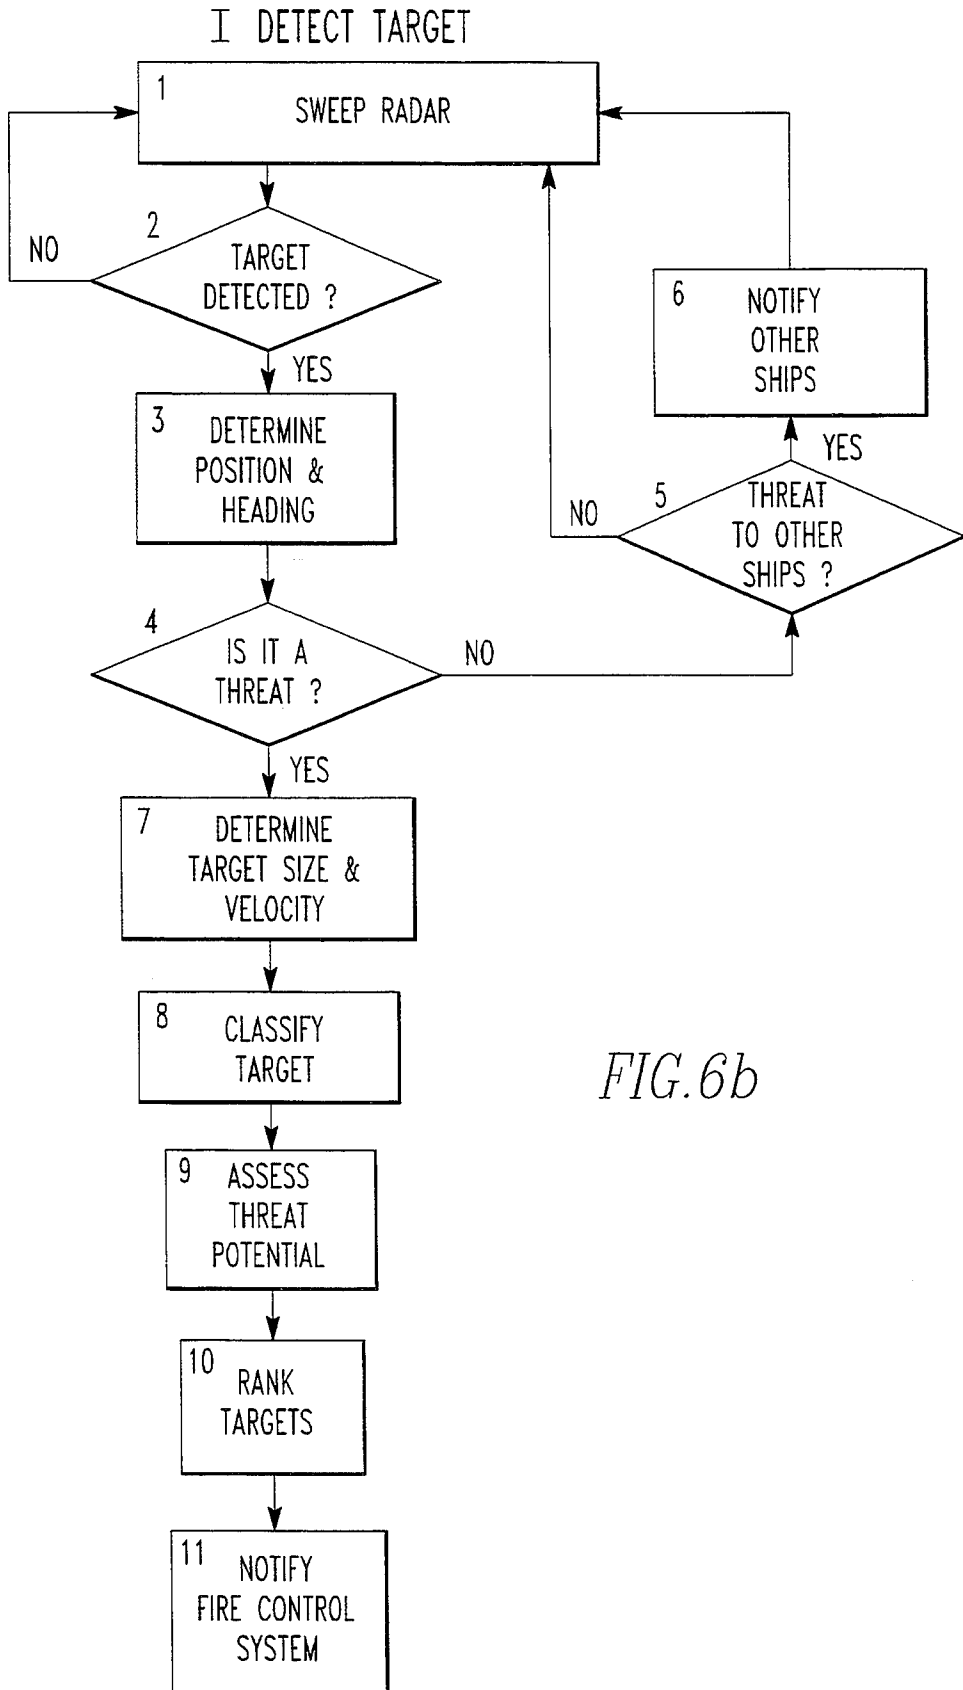 I DETECT TARGET
1
SWEEP RADAR
2
TARGET
DETECTED ?
NO
YES
3
DETERMINE
POSITION &
HEADING
4
IS IT A
THREAT ?
NO
5
THREAT
TO OTHER
SHIPS ?
NO
YES
6
NOTIFY
OTHER
SHIPS
YES
7
DETERMINE
TARGET SIZE &
VELOCITY
8
CLASSIFY
TARGET
9
ASSESS
THREAT
POTENTIAL
10
RANK
TARGETS
11
NOTIFY
FIRE CONTROL
SYSTEM
FIG.6b